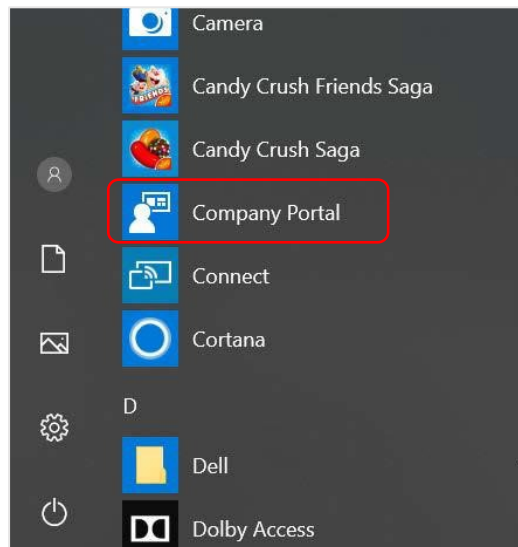 Camera
Candy Crush Friends Saga
Candy Crush Saga
Company Portal
Connect
Cortana
D
Dell
Dolby Access